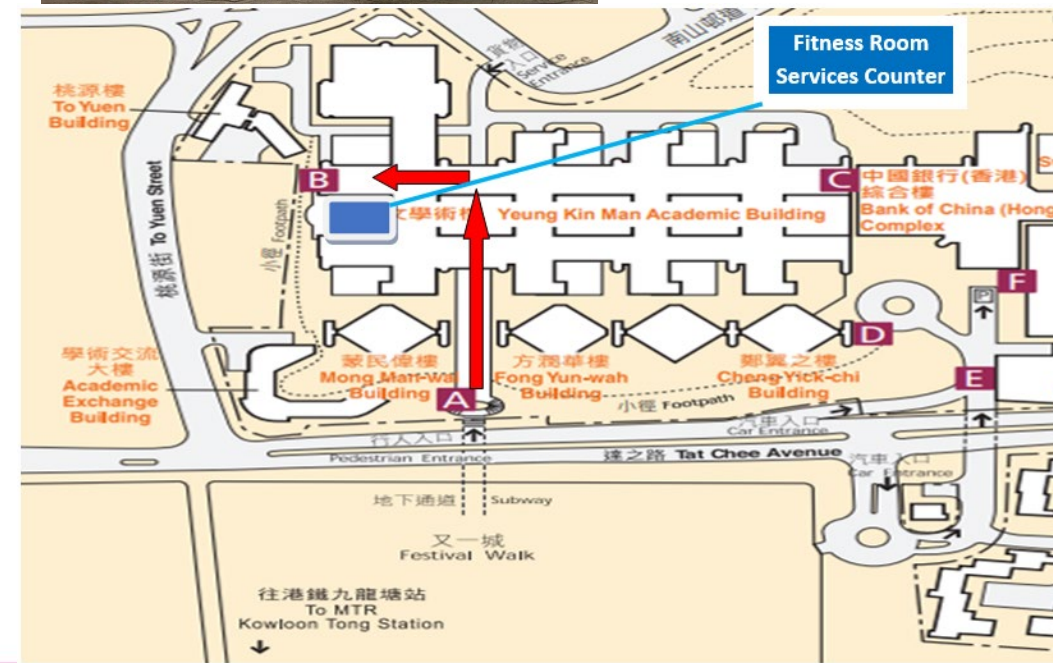 Fitness Room
Services Counter
南山邨道
貨物
入口
Service
Entrance
桃源樓
To Yuen
Building
B
C
中國銀行(香港)
綜合樓
Bank of China (Hong
Complex
學術樓 Yeung Kin Man Academic Building
桃源街 To Yuen Street
小徑 Footpath
F
P
D
學術交流
大樓
Academic
Exchange
Building
蒙民偉樓
Mong Man-wai
Building
方潤華樓
Fong Yun-wah
Building
鄭翼之樓
Cheng Yick-chi
Building
E
A
小徑 Footpath
行人入口
Pedestrian Entrance
汽車入口
Car Entrance
達之路 Tat Chee Avenue
汽車入口
Car Entrance
地下通道 Subway
又一城
Festival Walk
往港鐵九龍塘站
To MTR
Kowloon Tong Station